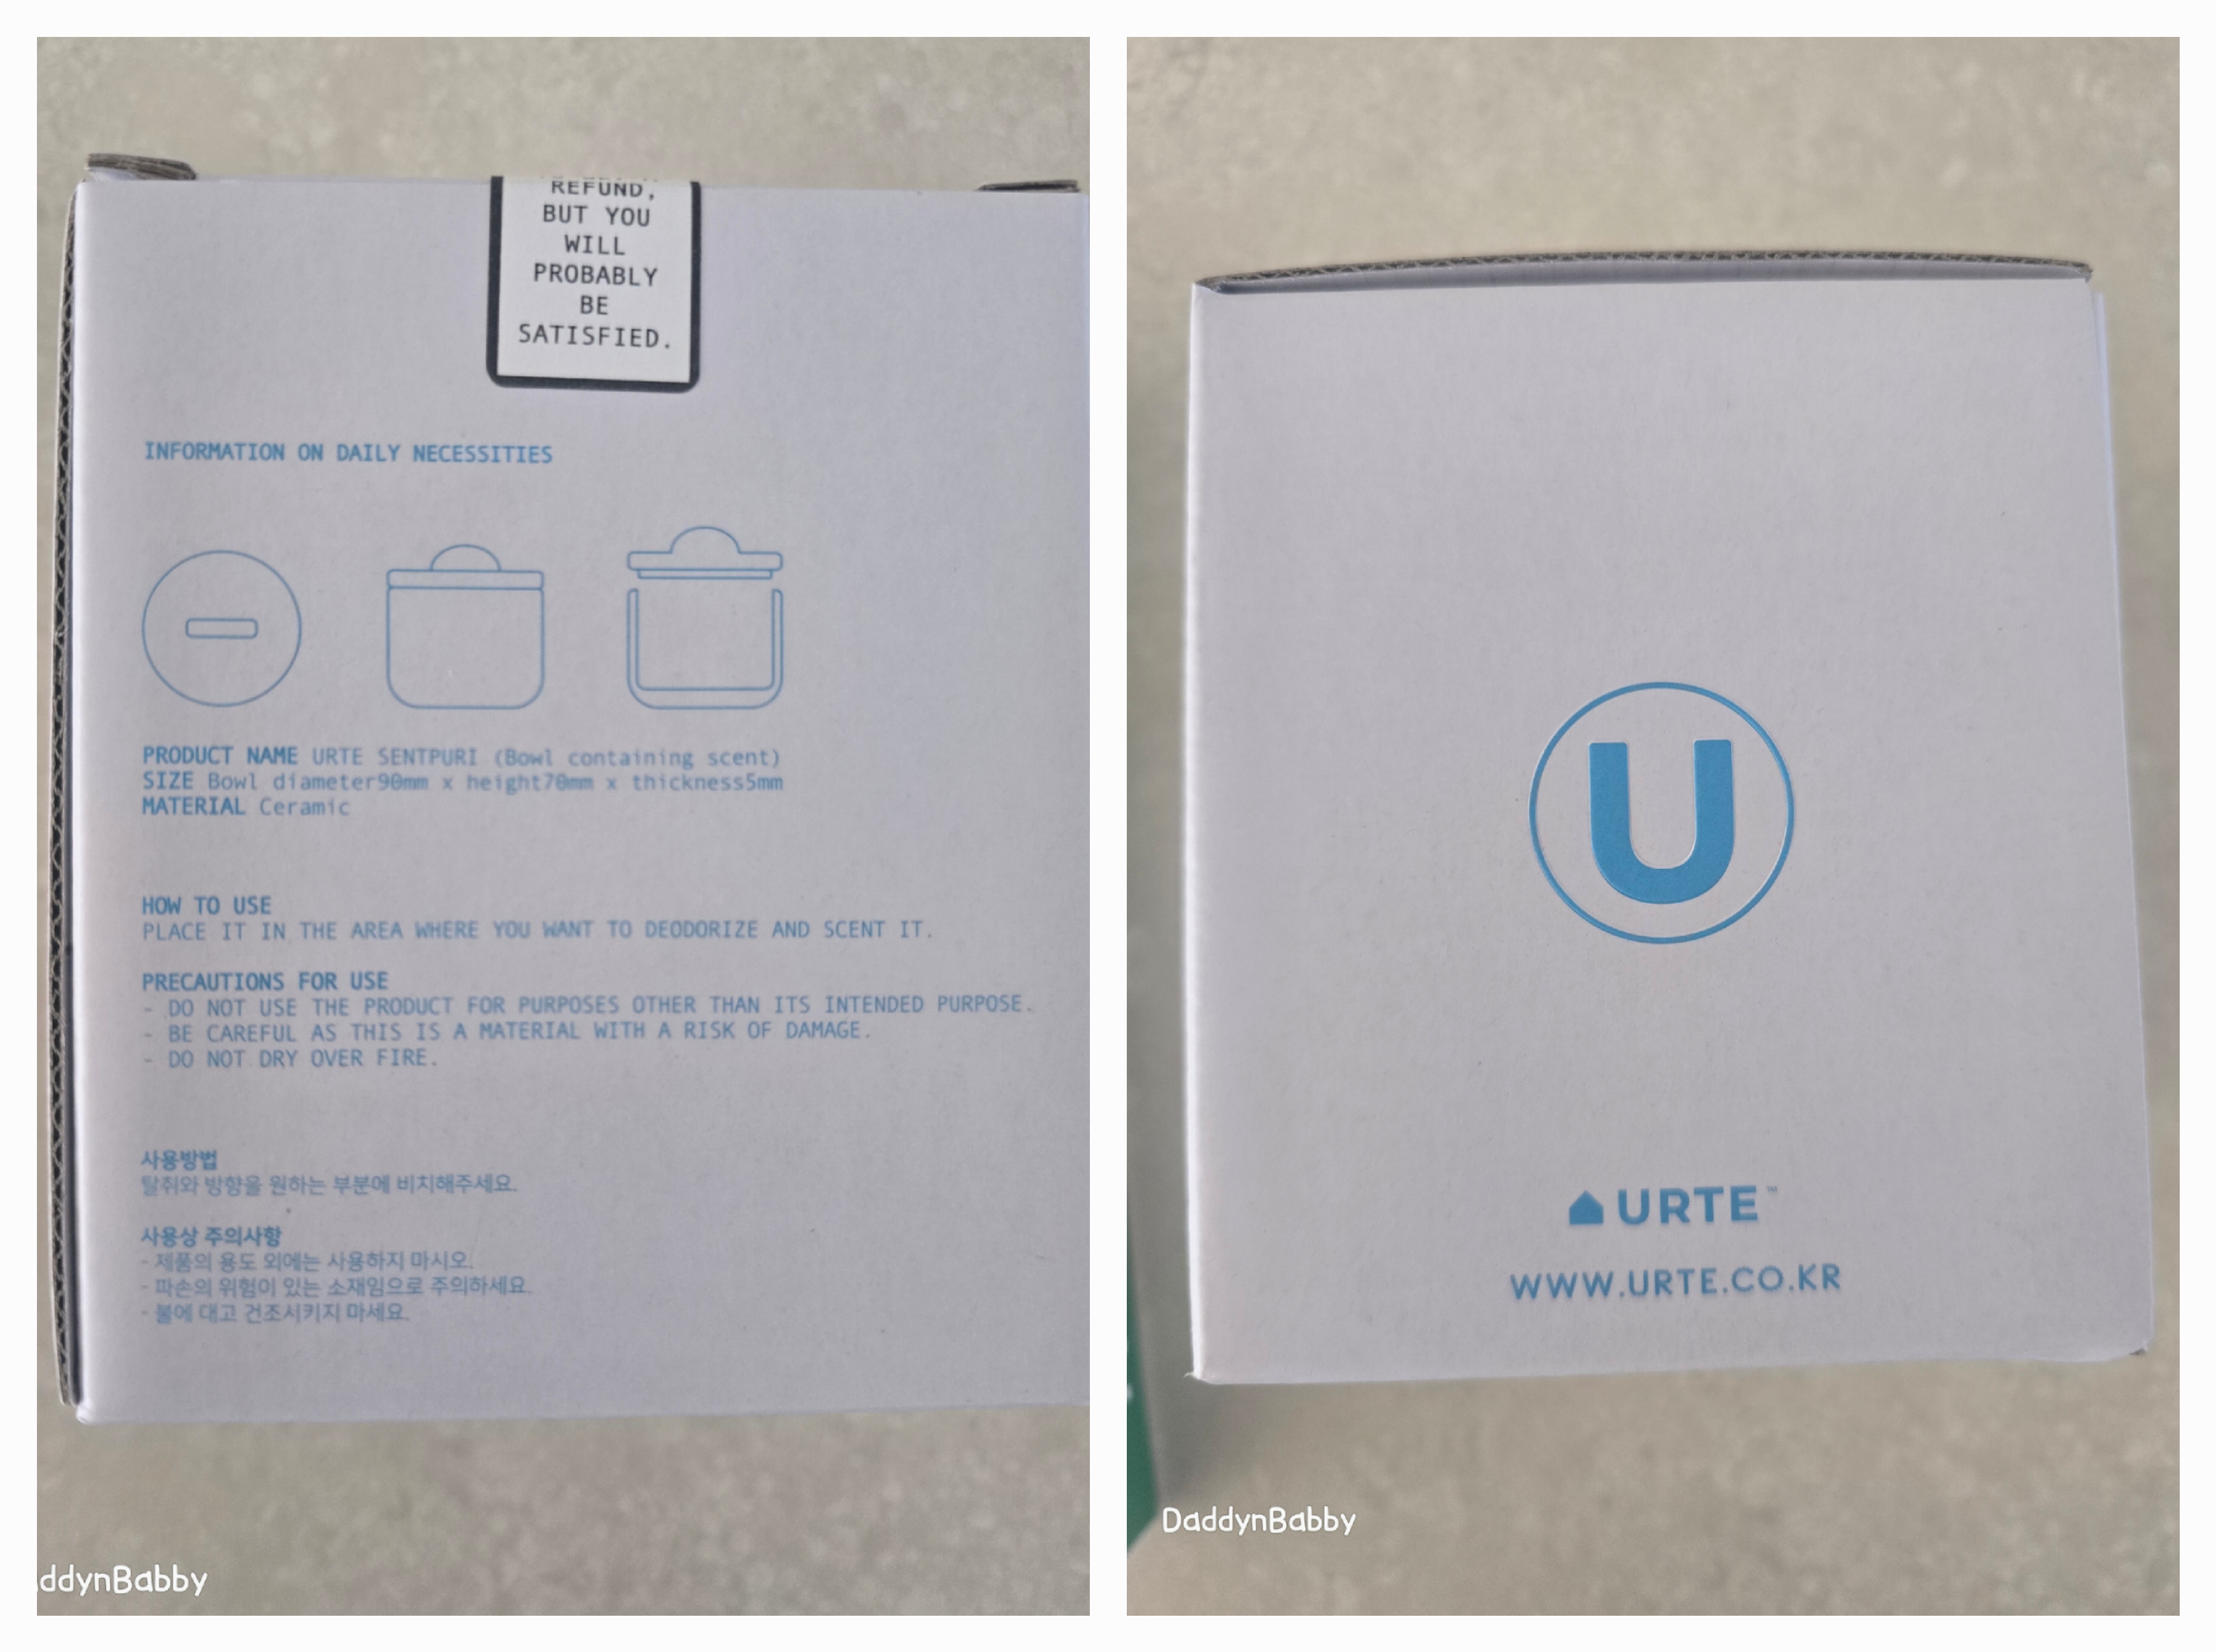 REFUND,
BUT YOU
WILL
PROBABLY
BE
SATISFIED.
INFORMATION ON DAILY NECESSITIES
PRODUCT NAME URTE SENTPURI (Bowl containing scent)
SIZE Bowl diameter90mm x height70mm x thickness5mm
MATERIAL Ceramic
HOW TO USE
PLACE IT IN THE AREA WHERE YOU WANT TO DEODORIZE AND SCENT IT.
PRECAUTIONS FOR USE
- DO NOT USE THE PRODUCT FOR PURPOSES OTHER THAN ITS INTENDED PURPOSE.
- BE CAREFUL AS THIS IS A MATERIAL WITH A RISK OF DAMAGE.
- DO NOT DRY OVER FIRE.
사용방법
탈취와 방향을 원하는 부분에 비치해주세요.
사용상 주의사항
- 제품의 용도 외에는 사용하지 마시오.
- 파손의 위험이 있는 소재임으로 주의하세요.
- 불에 대고 건조시키지 마세요.
ddynBabby
U
URTE™
WWW.URTE.CO.KR
DaddynBabby